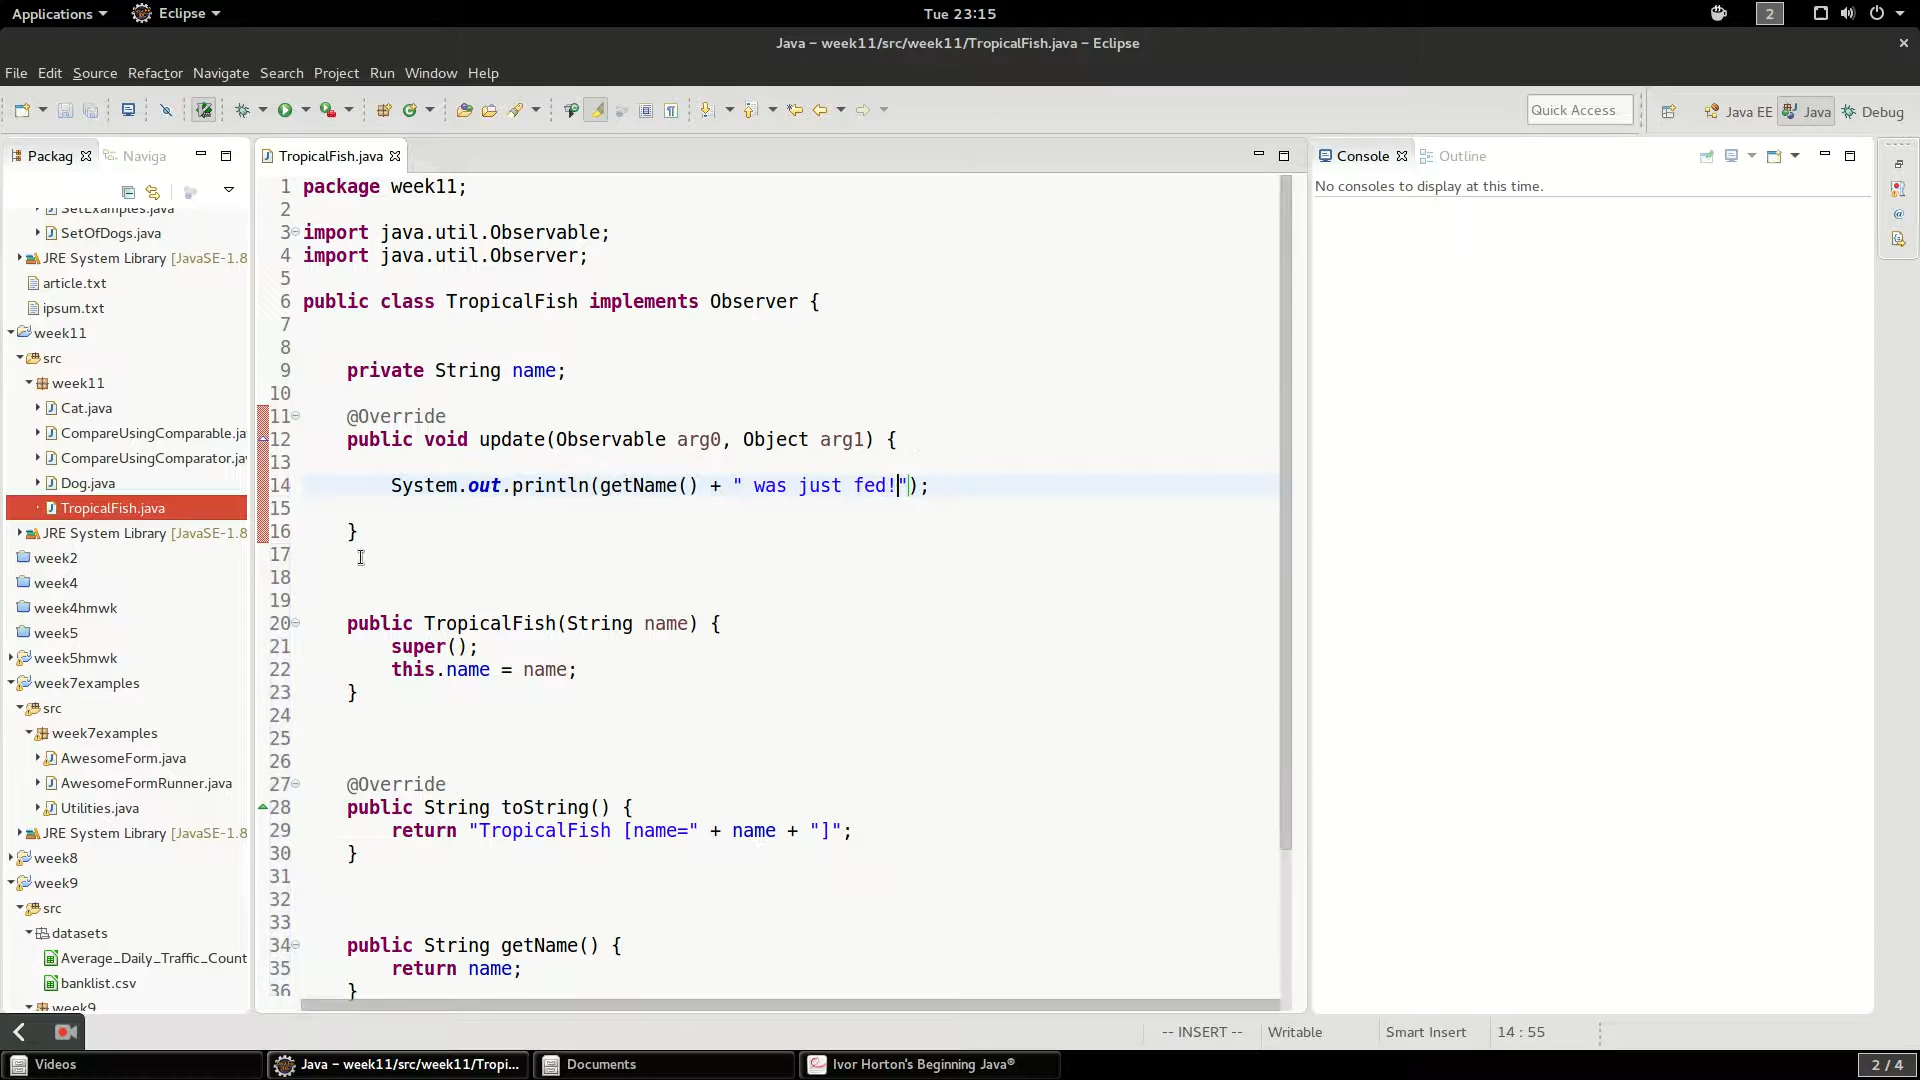 Applications
Eclipse
Tue 23:15
2
Java – week11/src/week11/TropicalFish.java – Eclipse
File Edit Source Refactor Navigate Search Project Run Window Help
Quick Access
Java EE
Java
Debug
Packag
Naviga
TropicalFish.java
Console
Outline
No consoles to display at this time.
SetExamples.java
SetOfDogs.java
JRE System Library [JavaSE-1.8
article.txt
ipsum.txt
week11
src
week11
Cat.java
CompareUsingComparable.ja
CompareUsingComparator.jav
Dog.java
TropicalFish.java
JRE System Library [JavaSE-1.8
week2
week4
week4hmwk
week5
week5hmwk
week7examples
src
week7examples
AwesomeForm.java
AwesomeFormRunner.java
Utilities.java
JRE System Library [JavaSE-1.8
week8
week9
src
datasets
Average_Daily_Traffic_Count
banklist.csv
week9
1 package week11;
2
3 import java.util.Observable;
4 import java.util.Observer;
5
6 public class TropicalFish implements Observer {
7
8
9 private String name;
10
11 @Override
12 public void update(Observable arg0, Object arg1) {
13
14 System.out.println(getName() + " was just fed!");
15
16 }
17
18
19
20 public TropicalFish(String name) {
21 super();
22 this.name = name;
23 }
24
25
26
27 @Override
28 public String toString() {
29 return "TropicalFish [name=" + name + "]";
30 }
31
32
33
34 public String getName() {
35 return name;
36 }
-- INSERT --
Writable
Smart Insert
14 : 55
Videos
Java – week11/src/week11/Tropi...
Documents
Ivor Horton's Beginning Java®
2 / 4